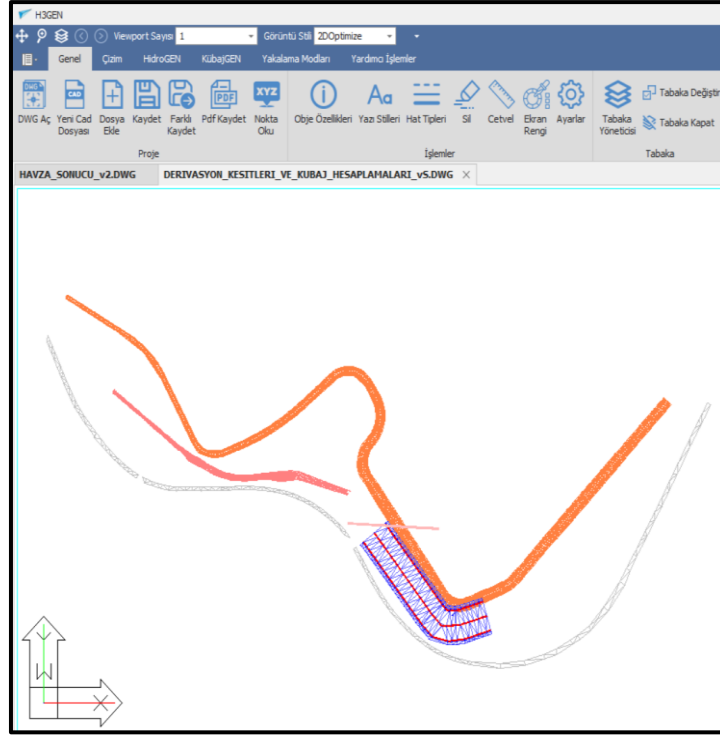 H3GEN
Viewport Sayısı 1 Görüntü Stili 2DOptimize
Genel Çizim HidroGEN KübajGEN Yakalama Modları Yardımcı İşlemler
DWG Aç Yeni Cad Dosyası Dosya Ekle Kaydet Farklı Kaydet Pdf Kaydet Nokta Oku Obje Özellikleri Yazı Stilleri Hat Tipleri Sil Cetvel Ekran Rengi Ayarlar Tabaka Yöneticisi Tabaka Değiştir
Tabaka Kapat
Proje İşlemler Tabaka
HAVZA_SONUCU_v2.DWG DERIVASYON_KESITLERI_VE_KUBAJ_HESAPLAMALARI_v5.DWG
Y
W
X